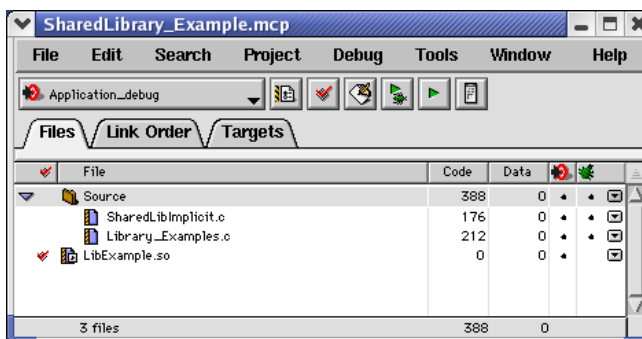 SharedLibrary_Example.mcp
File Edit Search Project Debug Tools Window Help
Application_debug
Files Link Order Targets
File Code Data
Source 388 0
SharedLibImplicit.c 176 0
Library_Examples.c 212 0
LibExample.so 0 0
3 files 388 0